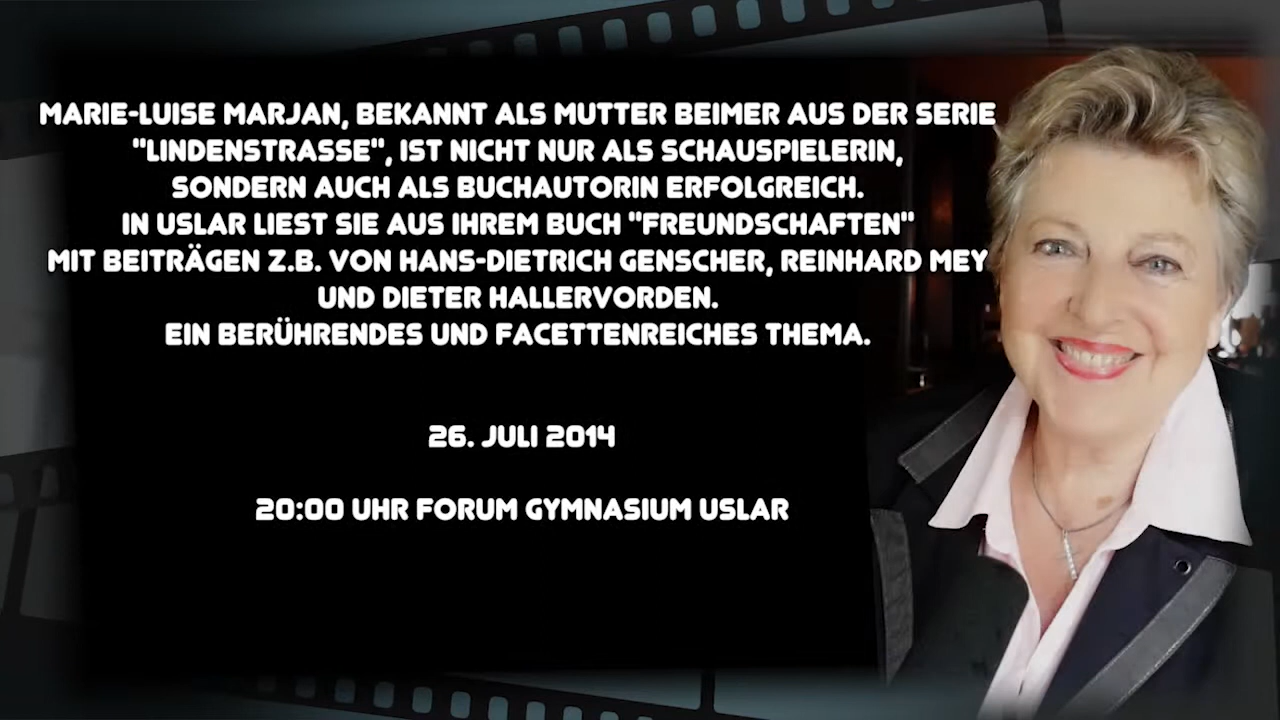 MARIE-LUISE MARJAN, BEKANNT ALS MUTTER BEIMER AUS DER SERIE
"LINDENSTRASSE", IST NICHT NUR ALS SCHAUSPIELERIN,
SONDERN AUCH ALS BUCHAUTORIN ERFOLGREICH.
IN USLAR LIEST SIE AUS IHREM BUCH "FREUNDSCHAFTEN"
MIT BEITRÄGEN Z.B. VON HANS-DIETRICH GENSCHER, REINHARD MEY
UND DIETER HALLERVORDEN.
EIN BERÜHRENDES UND FACETTENREICHES THEMA.
26. JULI 2014
20:00 UHR FORUM GYMNASIUM USLAR